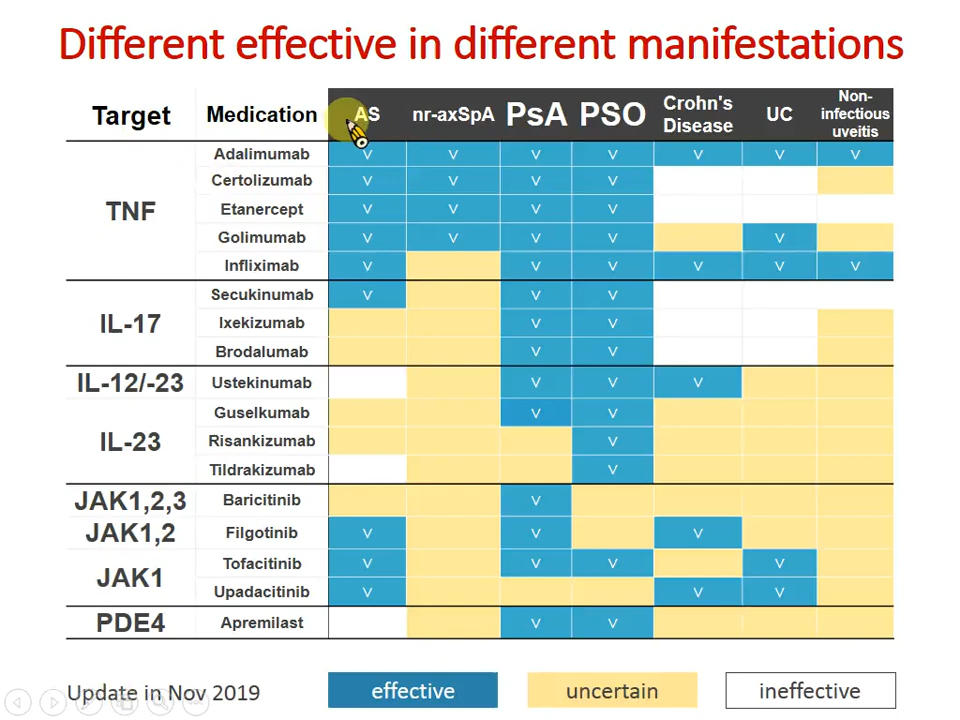 Different effective in different manifestations
Target Medication AS nr-axSpA PsA PSO Crohn's Disease UC Non-infectious uveitis
TNF
Adalimumab V V V V V V V
Certolizumab V V V V
Etanercept V V V V
Golimumab V V V V V
Infliximab V V V V V V
IL-17
Secukinumab V V V
Ixekizumab V V
Brodalumab V V
IL-12/-23 Ustekinumab V V V
IL-23
Guselkumab V V
Risankizumab V
Tildrakizumab V
JAK1,2,3 Baricitinib V
JAK1,2 Filgotinib V V V
JAK1
Tofacitinib V V V V
Upadacitinib V V V
PDE4 Apremilast V V
Update in Nov 2019 effective uncertain ineffective